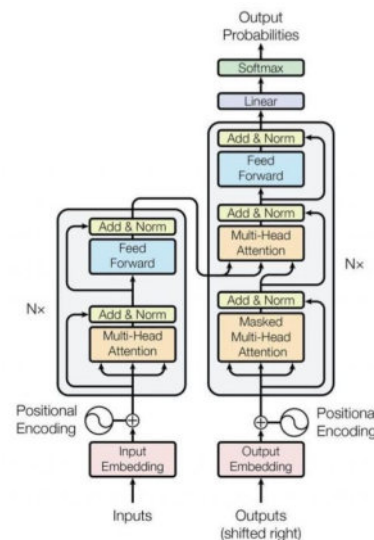 Output
Probabilities
Softmax
Linear
Add & Norm
Feed
Forward
Add & Norm
Multi-Head
Attention
Add & Norm
Masked
Multi-Head
Attention
Nx
Add & Norm
Feed
Forward
Add & Norm
Multi-Head
Attention
Nx
Positional
Encoding
Positional
Encoding
Input
Embedding
Output
Embedding
Inputs
Outputs
(shifted right)